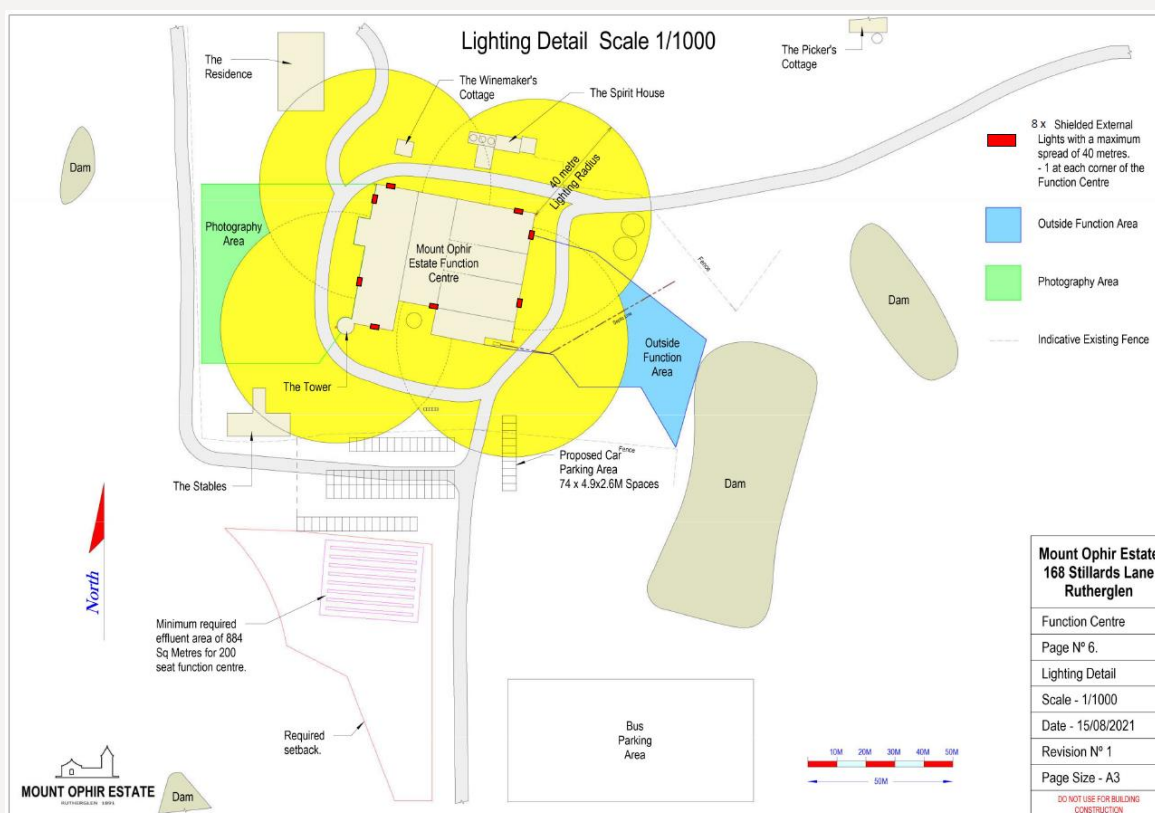 Lighting Detail Scale 1/1000
The
Residence
The Winemaker's
Cottage
The Spirit House
The Picker's
Cottage
8 x Shielded External
Lights with a maximum
spread of 40 metres.
- 1 at each corner of the
Function Centre
Outside Function Area
Photography Area
Indicative Existing Fence
Dam
40 metre
Lighting Radius
Photography
Area
Mount Ophir
Estate Function
Centre
Fence
Dam
Outside
Function
Area
The Tower
Fence
Proposed Car
Parking Area
74 x 4.9x2.6M Spaces
The Stables
Dam
North
Minimum required
effluent area of 884
Sq Metres for 200
seat function centre.
Required
setback.
Bus
Parking
Area
10M 20M 30M 40M 50M
50M
Dam
MOUNT OPHIR ESTATE
RUTHERGLEN 1891
Mount Ophir Estate
168 Stillards Lane
Rutherglen
Function Centre
Page Nº 6.
Lighting Detail
Scale - 1/1000
Date - 15/08/2021
Revision Nº 1
Page Size - A3
DO NOT USE FOR BUILDING
CONSTRUCTION